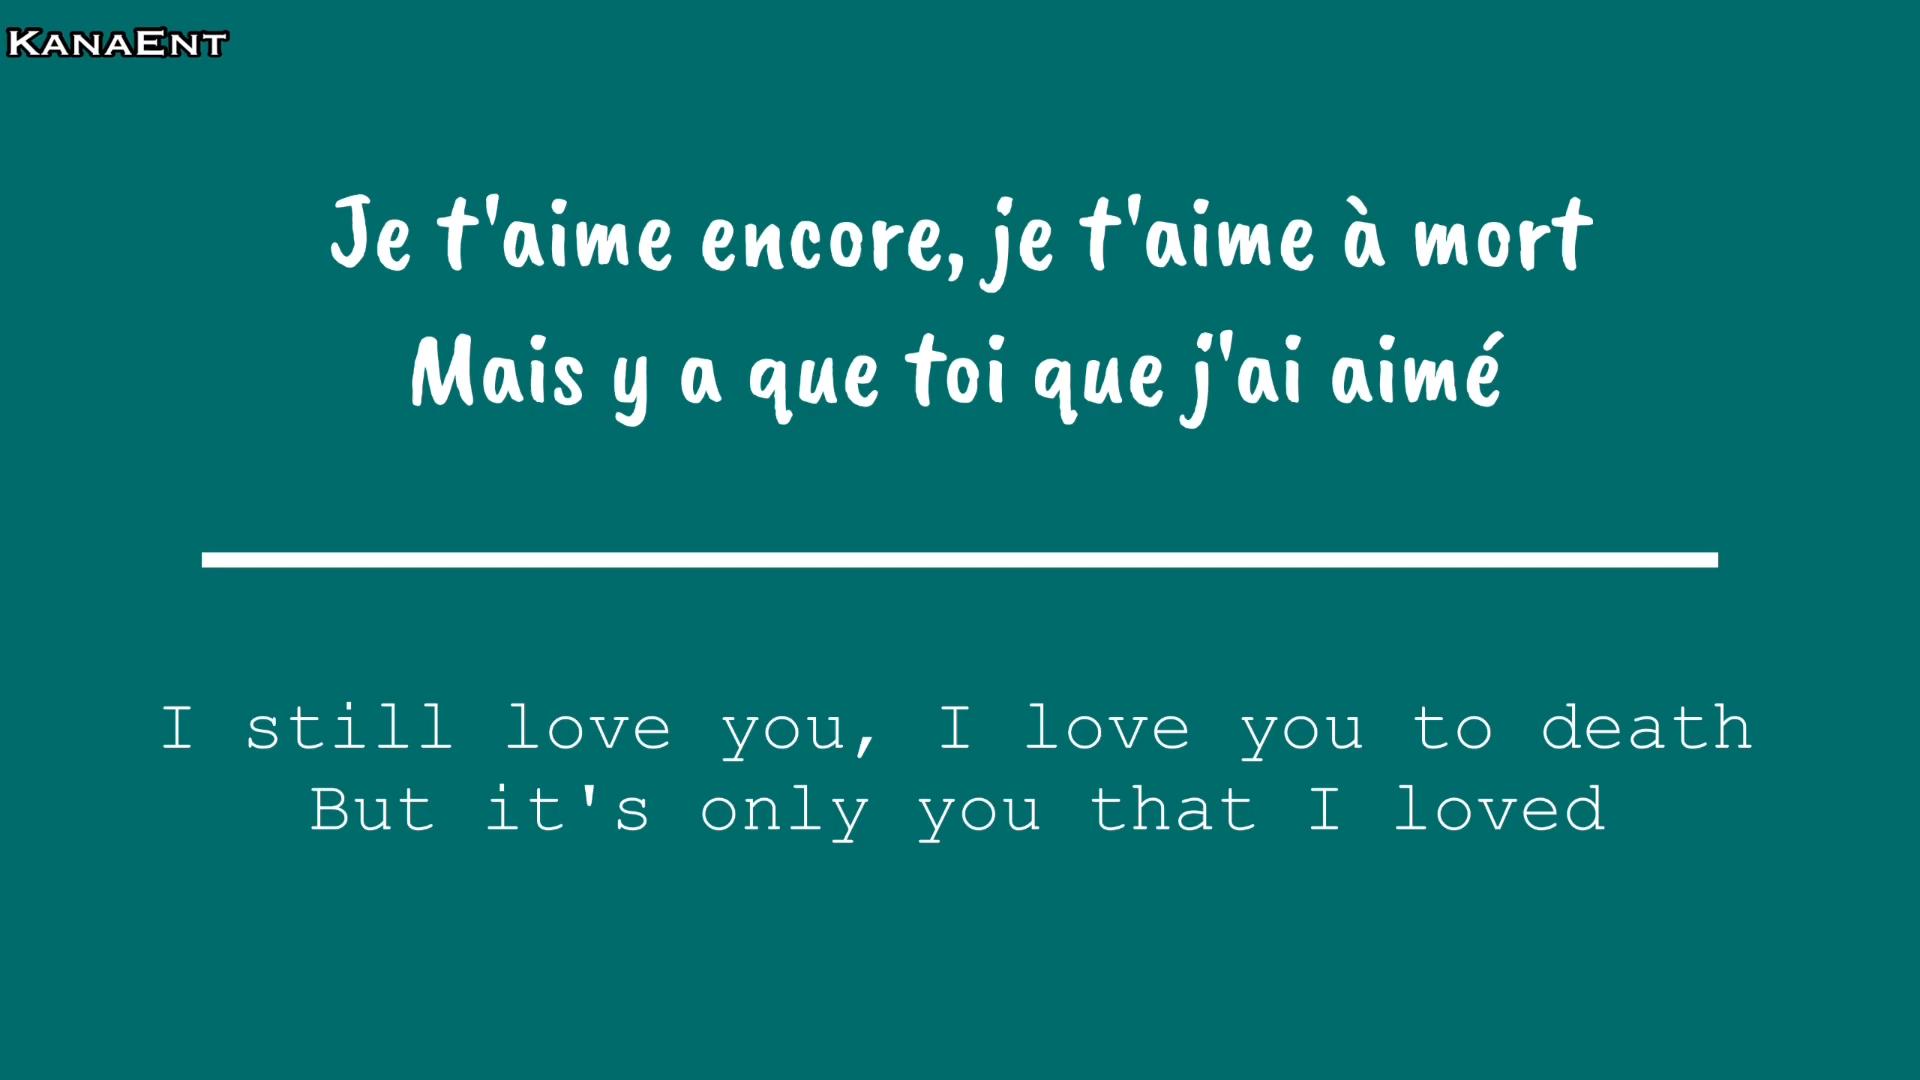 KANAENT
Je t'aime encore, je t'aime à mort
Mais y a que toi que j'ai aimé
I still love you, I love you to death
But it's only you that I loved